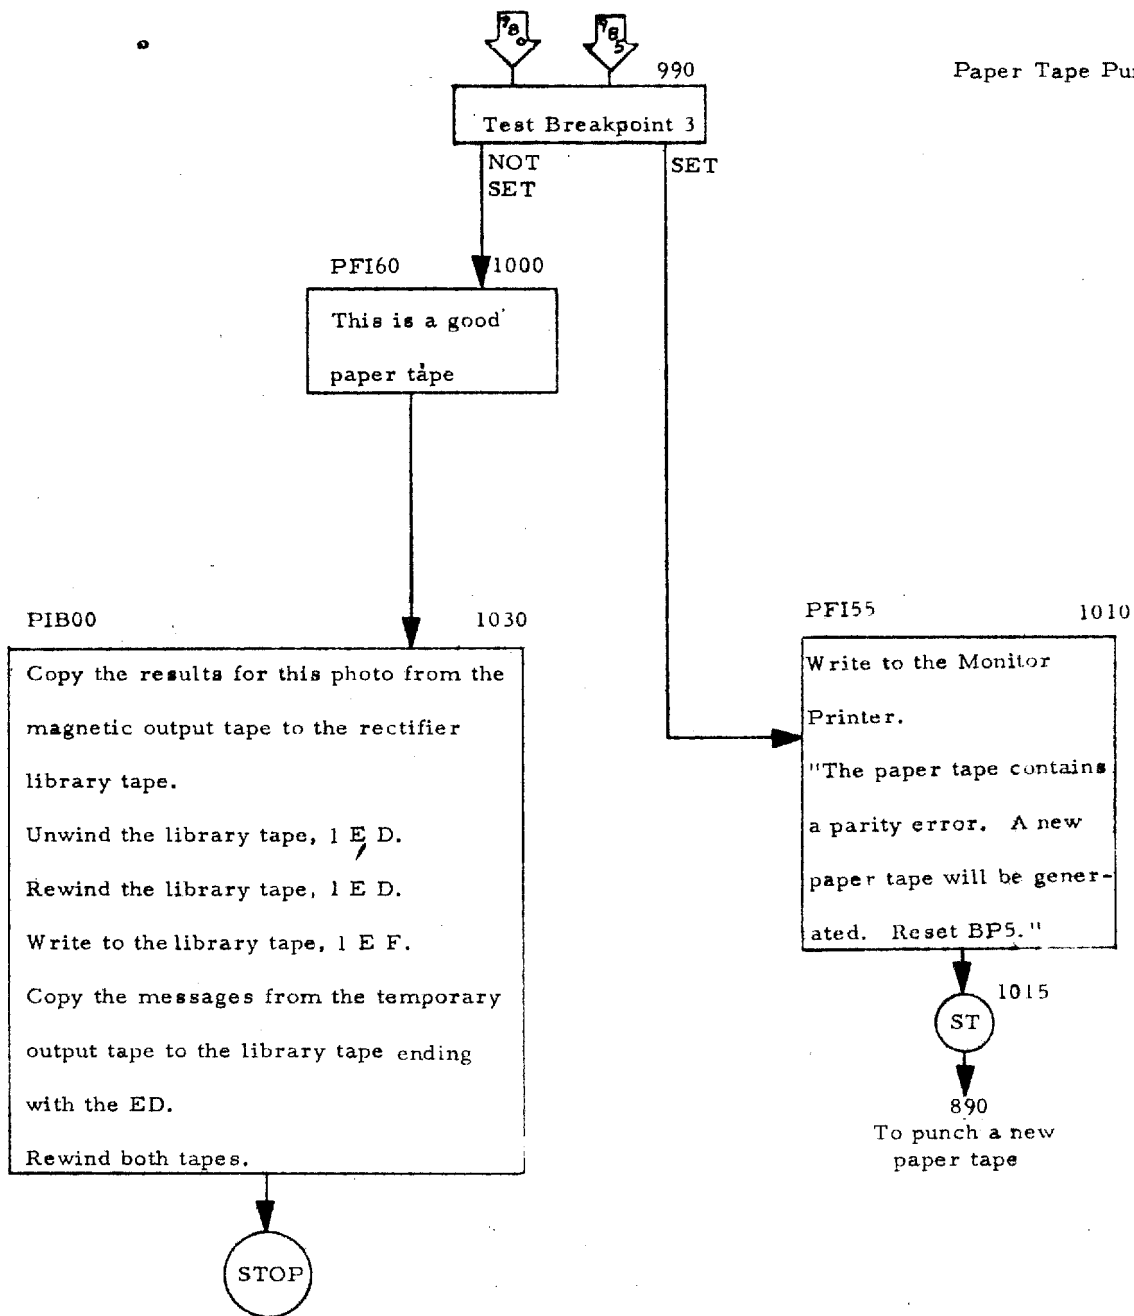 980
985
990
Paper Tape
Test Breakpoint 3
NOT
SET
SET
PFI60
1000
This is a good
paper tape
PIB00
1030
Copy the results for this photo from the
magnetic output tape to the rectifier
library tape.
Unwind the library tape, 1 E D.
Rewind the library tape, 1 E D.
Write to the library tape, 1 E F.
Copy the messages from the temporary
output tape to the library tape ending
with the ED.
Rewind both tapes.
STOP
PFI55
1010
Write to the Monitor
Printer.
"The paper tape contains
a parity error. A new
paper tape will be gener-
ated. Reset BP5."
1015
ST
890
To punch a new
paper tape